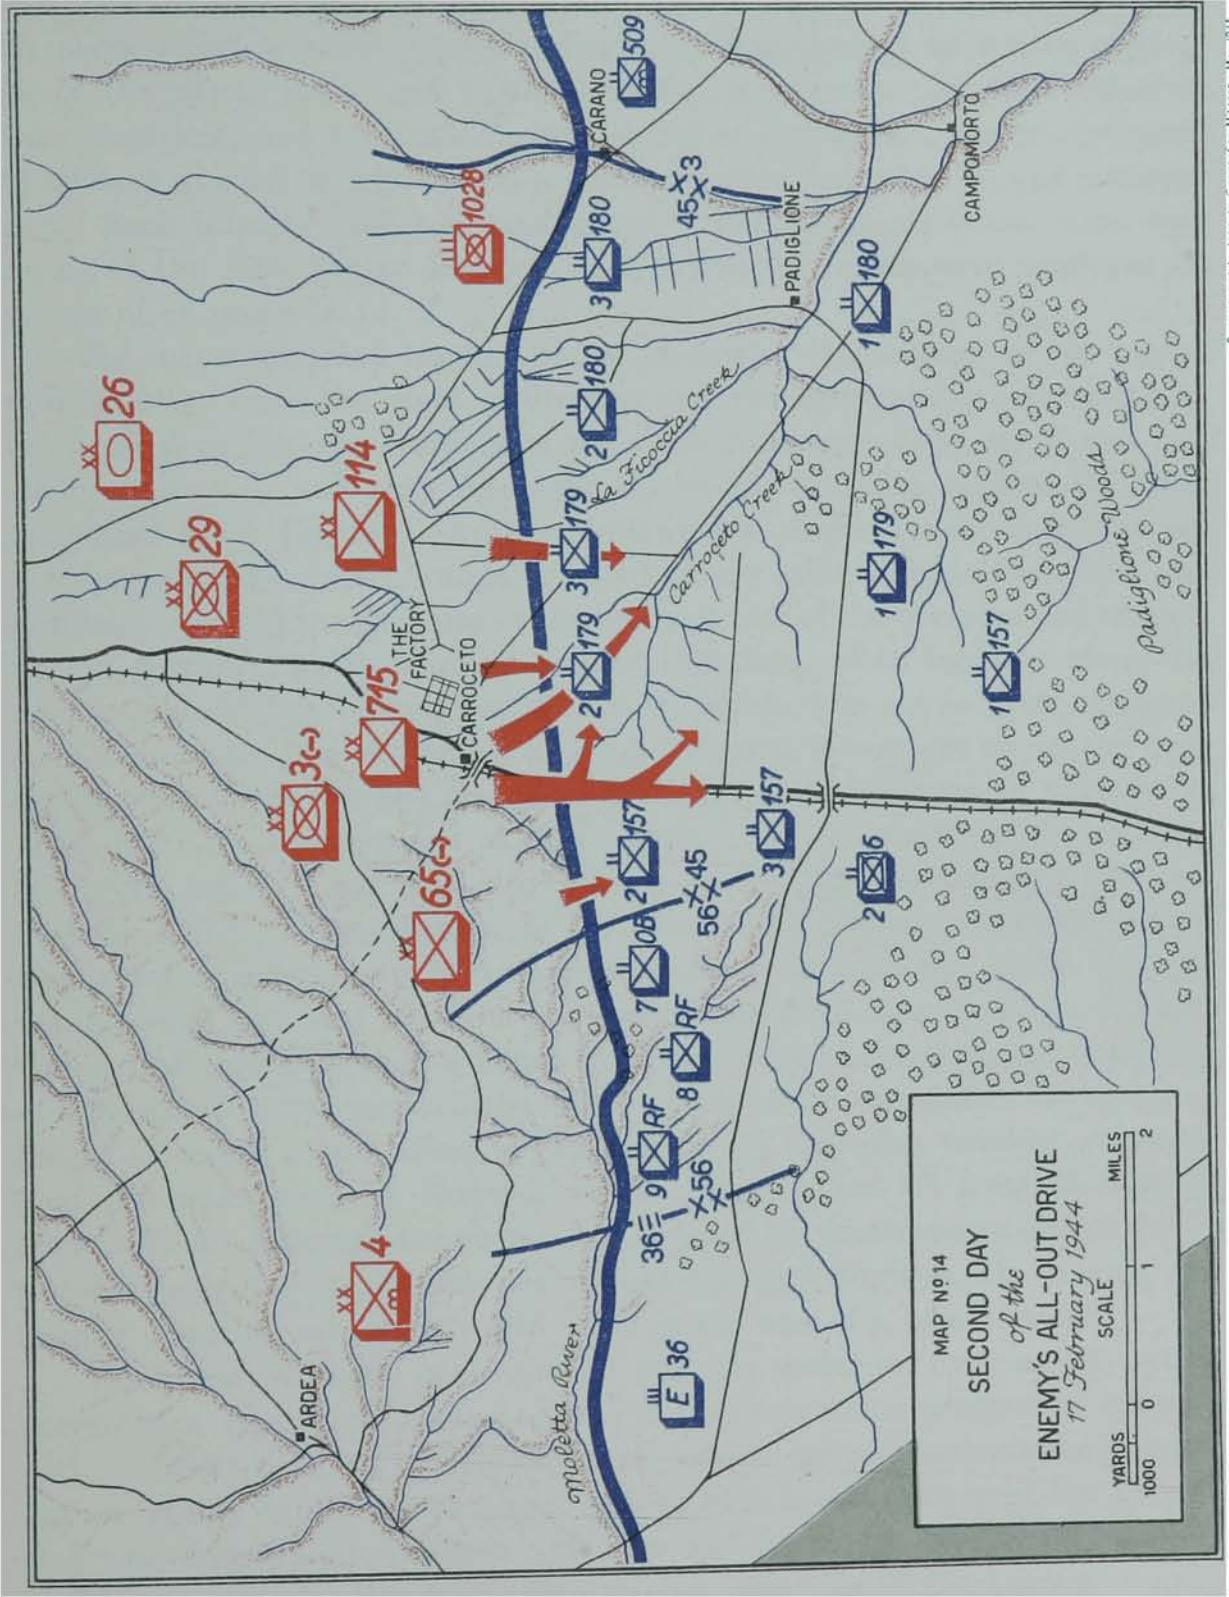 26
29
114
1028
3(-)
715
65(-)
4
THE
FACTORY
CARROCETO
ARDEA
CARANO
509
PADIGLIONE
CAMPOMORTO
45 3
3 180
2 180
1 180
3 179
2 179
1 179
1 157
2 157
3 157
2 6
56 45
7 OB
8 RF
9 RF
36 56
E 36
La Ficoccia Creek
Carroceto Creek
Padiglione Woods
Moletta River
MAP Nº 14
SECOND DAY
of the
ENEMY'S ALL-OUT DRIVE
17 February 1944
SCALE
YARDS MILES
1000 0 1 2